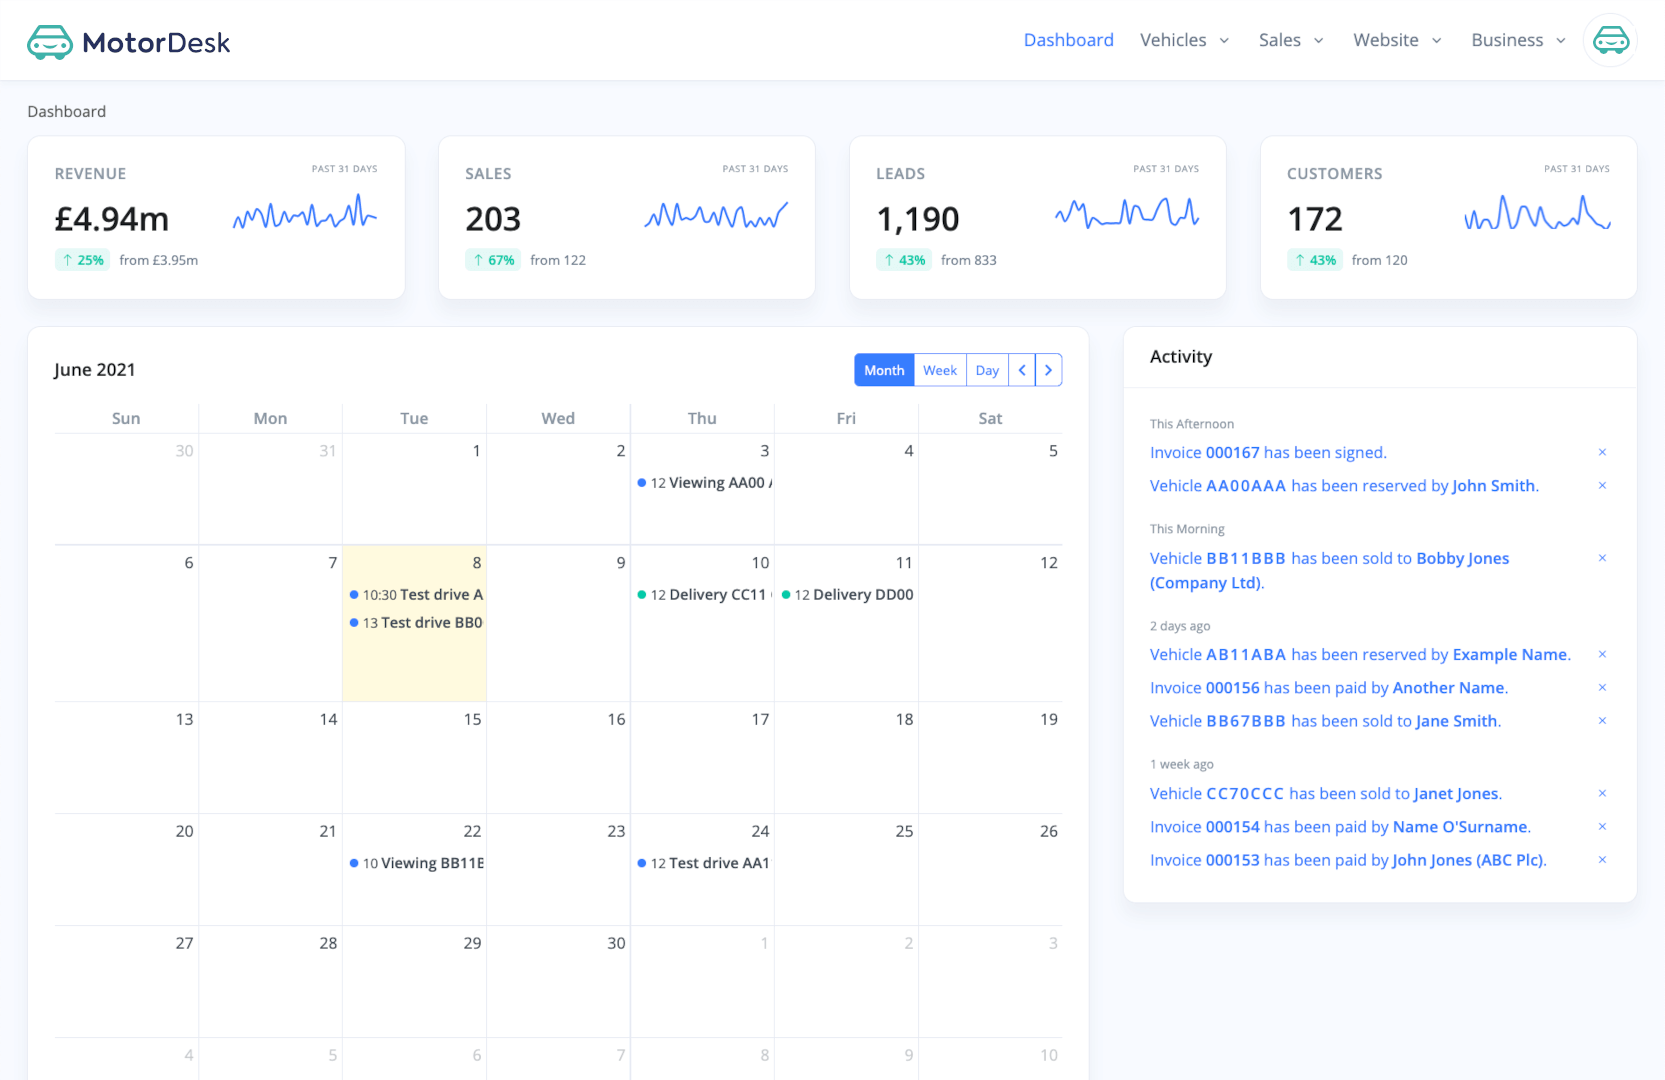 MotorDesk
Dashboard Vehicles Sales Website Business
Dashboard
REVENUE PAST 31 DAYS
£4.94m
↑ 25% from £3.95m
SALES PAST 31 DAYS
203
↑ 67% from 122
LEADS PAST 31 DAYS
1,190
↑ 43% from 833
CUSTOMERS PAST 31 DAYS
172
↑ 43% from 120
June 2021
Month Week Day
Sun Mon Tue Wed Thu Fri Sat
30 31 1 2 3 4 5
12 Viewing AA00
6 7 8 9 10 11 12
10:30 Test drive A 12 Delivery CC11 12 Delivery DD00
13 Test drive BB0
13 14 15 16 17 18 19
20 21 22 23 24 25 26
10 Viewing BB11 12 Test drive AA1
27 28 29 30 1 2 3
4 5 6 7 8 9 10
Activity
This Afternoon
Invoice 000167 has been signed. ×
Vehicle AA00AAA has been reserved by John Smith. ×
This Morning
Vehicle BB11BBB has been sold to Bobby Jones ×
(Company Ltd).
2 days ago
Vehicle AB11ABA has been reserved by Example Name. ×
Invoice 000156 has been paid by Another Name. ×
Vehicle BB67BBB has been sold to Jane Smith. ×
1 week ago
Vehicle CC70CCC has been sold to Janet Jones. ×
Invoice 000154 has been paid by Name O'Surname. ×
Invoice 000153 has been paid by John Jones (ABC Plc). ×